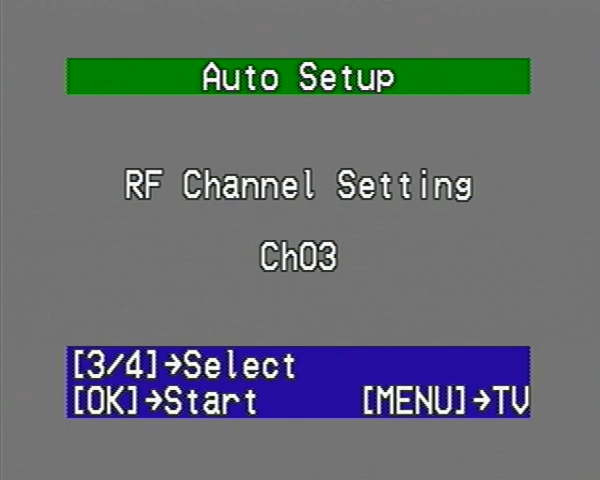 Auto Setup
RF Channel Setting
Ch03
[3/4]→Select
[OK]→Start [MENU]→TV